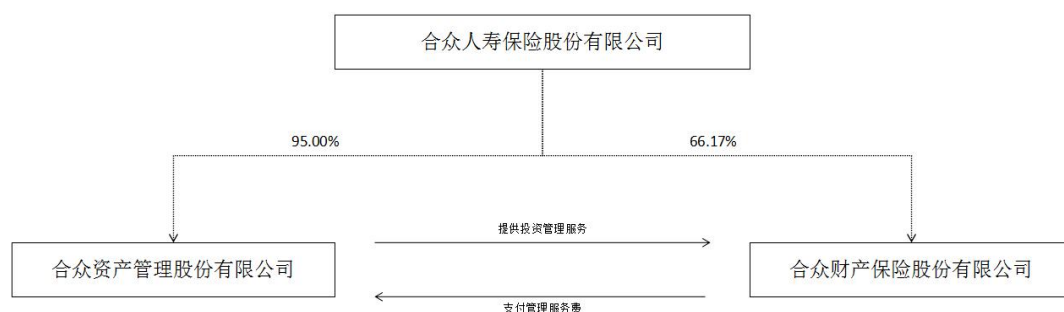 合众人寿保险股份有限公司
95.00%
66.17%
提供投资管理服务
合众资产管理股份有限公司
合众财产保险股份有限公司
支付管理服务费